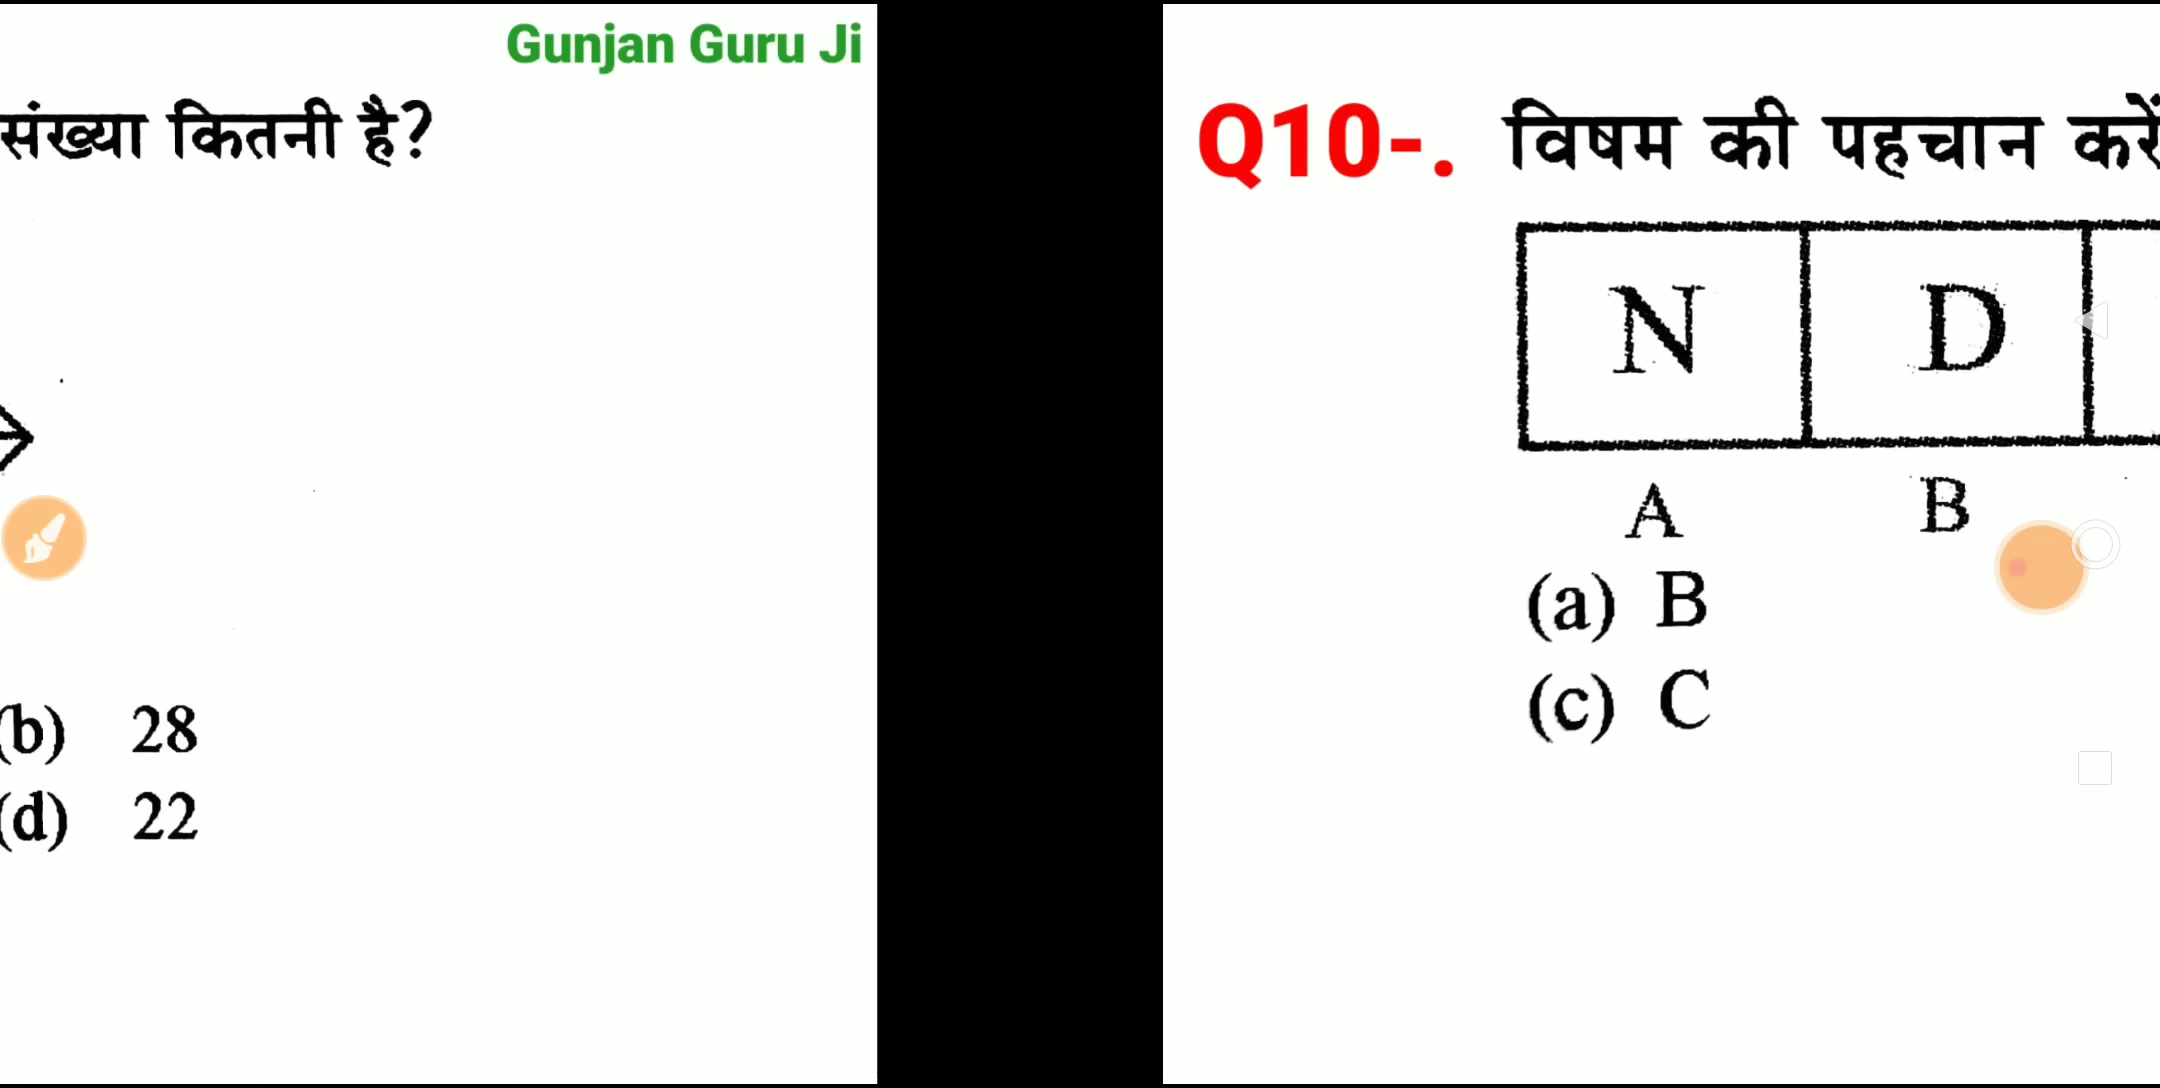 Gunjan Guru Ji
संख्या कितनी है?
(b) 28
(d) 22
Q10-. विषम की पहचान करें
N D
A B
(a) B
(c) C